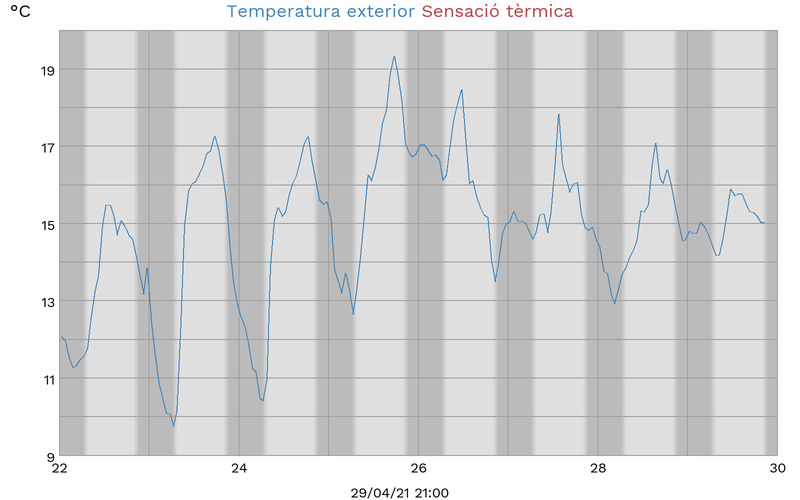 °C
Temperatura exterior Sensació tèrmica
19
17
15
13
11
9
22 24 26 28 30
29/04/21 21:00